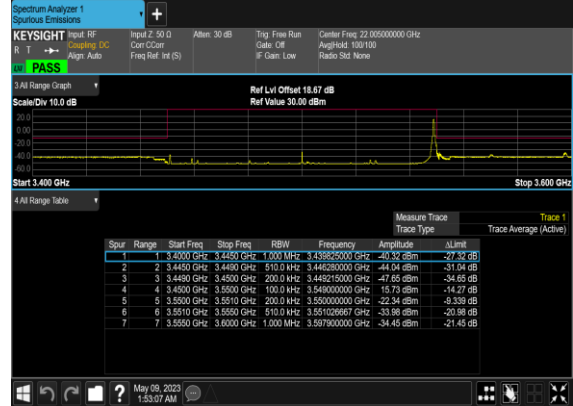 Spectrum Analyzer 1
Spurious Emissions
+
KEYSIGHT Input: RF Input Z: 50 Ω Atten: 30 dB Trig: Free Run Center Freq: 22.005000000 GHz
R T Coupling: DC Corr CCorr Gate: Off Avg|Hold: 100/100
Align: Auto Freq Ref: Int (S) IF Gain: Low Radio Std: None
PASS
3 All Range Graph Ref Lvl Offset 18.67 dB
Scale/Div 10.0 dB Ref Value 30.00 dBm
20.0
0.00
-20.0
-40.0
-60.0
Start 3.400 GHz Stop 3.600 GHz
4 All Range Table
Measure Trace Trace 1
Trace Type Trace Average (Active)
Spur Range Start Freq Stop Freq RBW Frequency Amplitude ΔLimit
1 1 3.4000 GHz 3.4450 GHz 1.000 MHz 3.439825000 GHz -40.32 dBm -27.32 dB
2 2 3.4450 GHz 3.4490 GHz 510.0 kHz 3.446280000 GHz -44.04 dBm -31.04 dB
3 3 3.4490 GHz 3.4500 GHz 200.0 kHz 3.449215000 GHz -47.65 dBm -34.65 dB
4 4 3.4500 GHz 3.5500 GHz 100.0 kHz 3.549000000 GHz 15.73 dBm -14.27 dB
5 5 3.5500 GHz 3.5510 GHz 200.0 kHz 3.550000000 GHz -22.34 dBm -9.339 dB
6 6 3.5510 GHz 3.5550 GHz 510.0 kHz 3.551026667 GHz -33.98 dBm -20.98 dB
7 7 3.5550 GHz 3.6000 GHz 1.000 MHz 3.597900000 GHz -34.45 dBm -21.45 dB
? May 09, 2023
1:53:07 AM